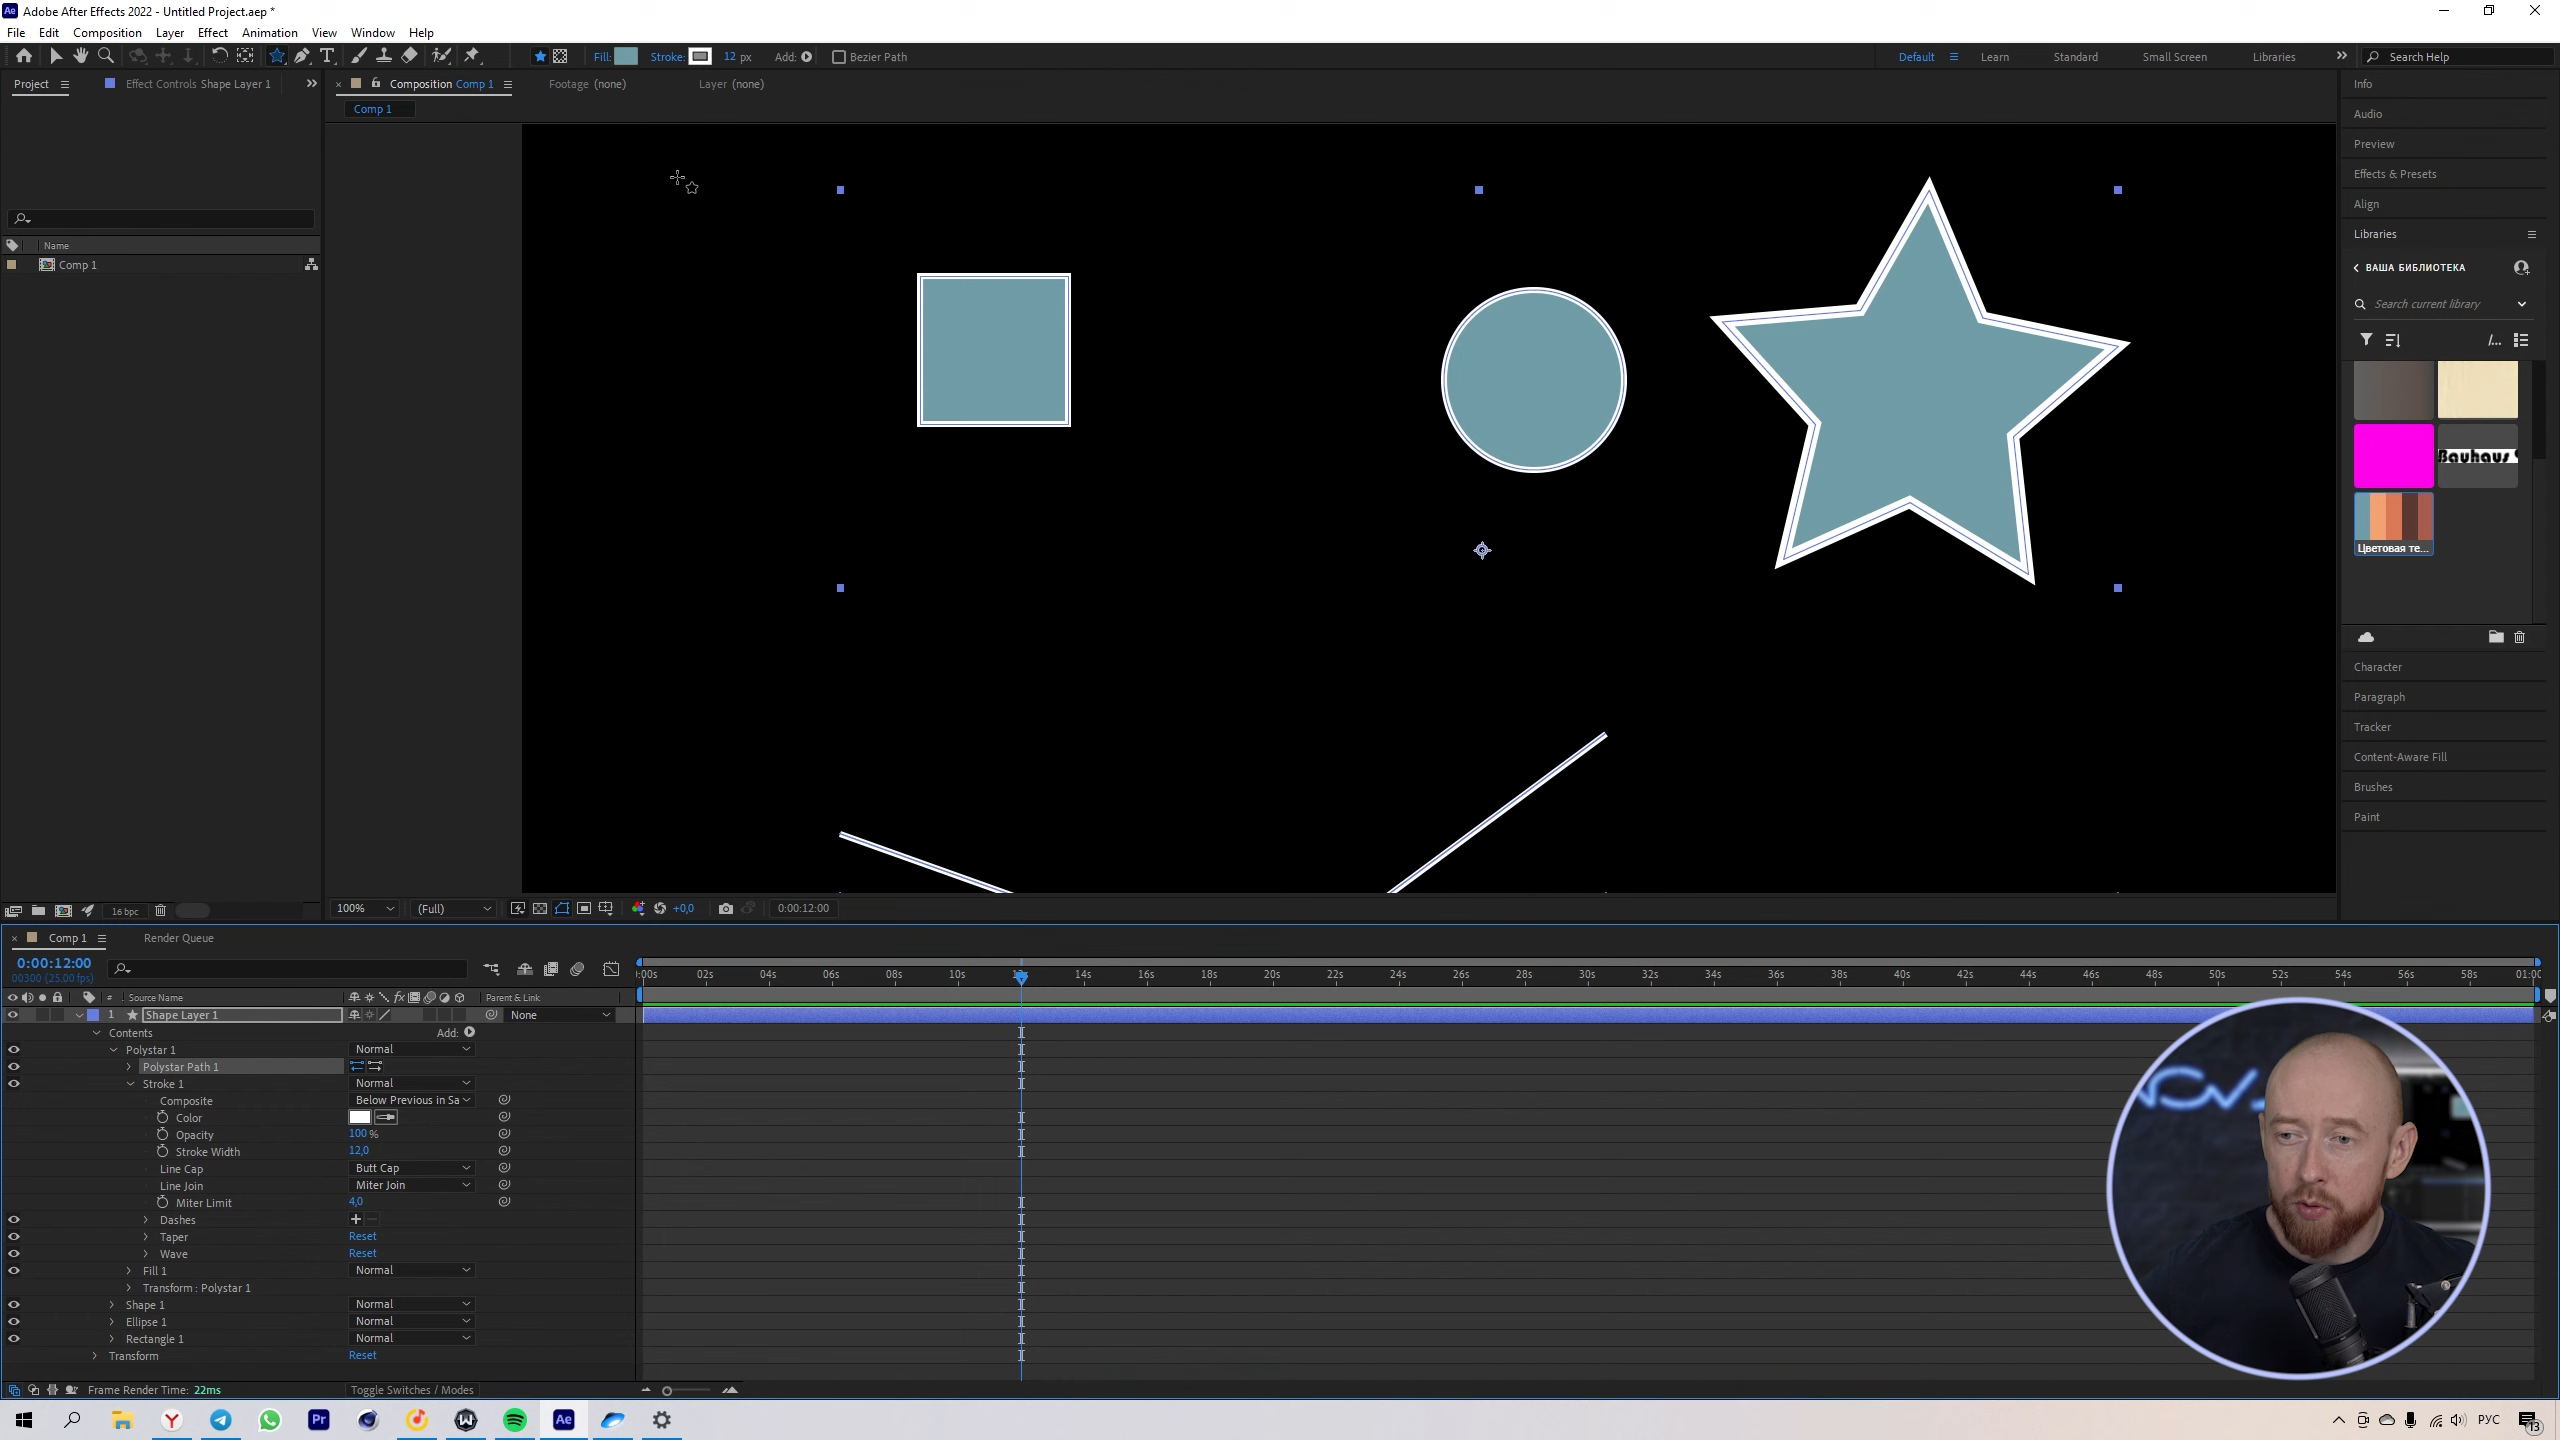 Adobe After Effects 2022 - Untitled Project.aep *
File Edit Composition Layer Effect Animation View Window Help
Fill: Stroke: 12 px Add: Bezier Path Default Learn Standard Small Screen Libraries Search Help
Project Effect Controls Shape Layer 1
Composition Comp 1 Footage (none) Layer (none)
Comp 1
Name
Comp 1
Info
Audio
Preview
Effects & Presets
Align
Libraries
ВАША БИБЛИОТЕКА
Search current library
Bauhaus 9
Цветовая те...
Character
Paragraph
Tracker
Content-Aware Fill
Brushes
Paint
16 bpc
100% (Full) +0,0 0:00:12:00
Comp 1 Render Queue
0:00:12:00
00300 (25.00 fps)
:00s 02s 04s 06s 08s 10s 12s 14s 16s 18s 20s 22s 24s 26s 28s 30s 32s 34s 36s 38s 40s 42s 44s 46s 48s 50s 52s 54s 56s 58s 01:00
# Source Name fx Parent & Link
1 Shape Layer 1 None
Contents Add:
Polystar 1 Normal
Polystar Path 1
Stroke 1 Normal
Composite Below Previous in Sa
Color
Opacity 100 %
Stroke Width 12,0
Line Cap Butt Cap
Line Join Miter Join
Miter Limit 4,0
Dashes
Taper Reset
Wave Reset
Fill 1 Normal
Transform : Polystar 1
Shape 1 Normal
Ellipse 1 Normal
Rectangle 1 Normal
Transform Reset
Frame Render Time: 22ms Toggle Switches / Modes
Pr Ae РУС 13